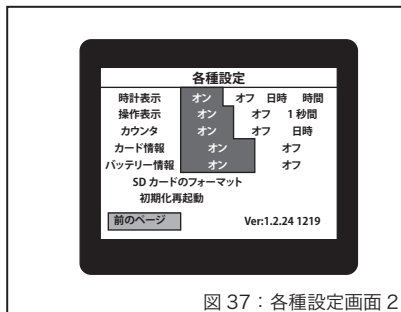 各種設定
時計表示 オン オフ 日時 時間
操作表示 オン オフ 1 秒間
カウンタ オン オフ 日時
カード情報 オン オフ
バッテリー情報 オン オフ
SD カードのフォーマット
初期化再起動
前のページ Ver:1.2.24 1219
図 37：各種設定画面 2